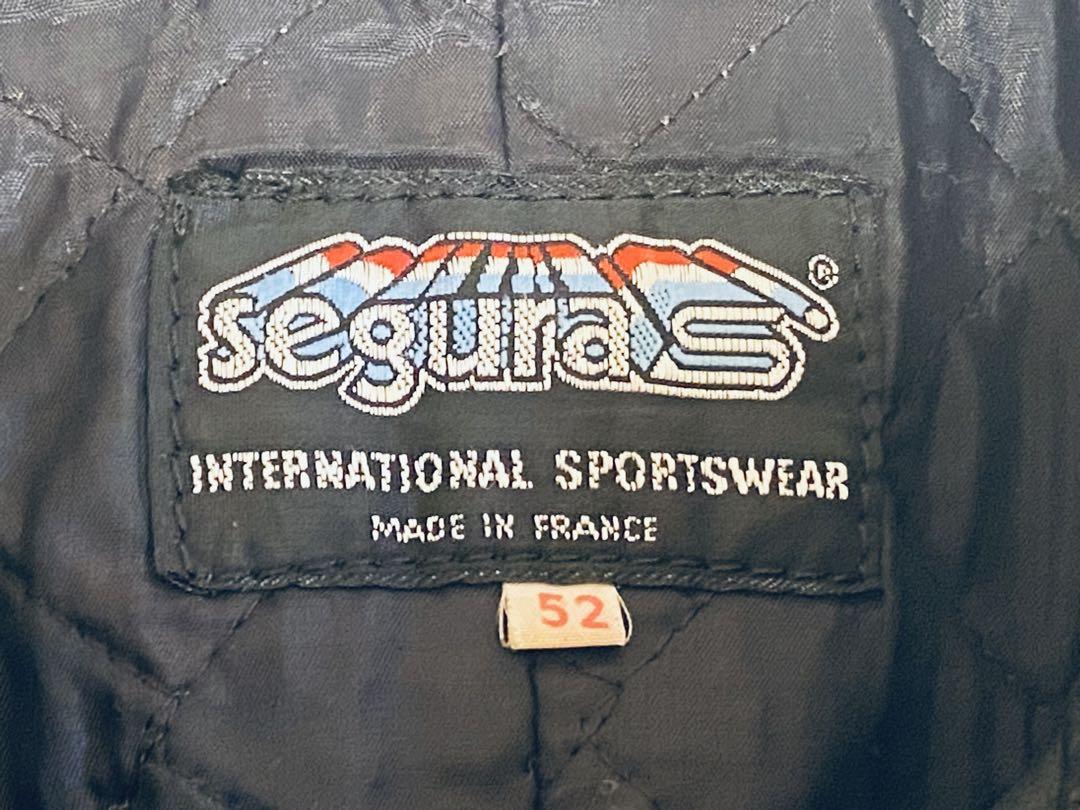 segura S ®
INTERNATIONAL SPORTSWEAR
MADE IN FRANCE
52